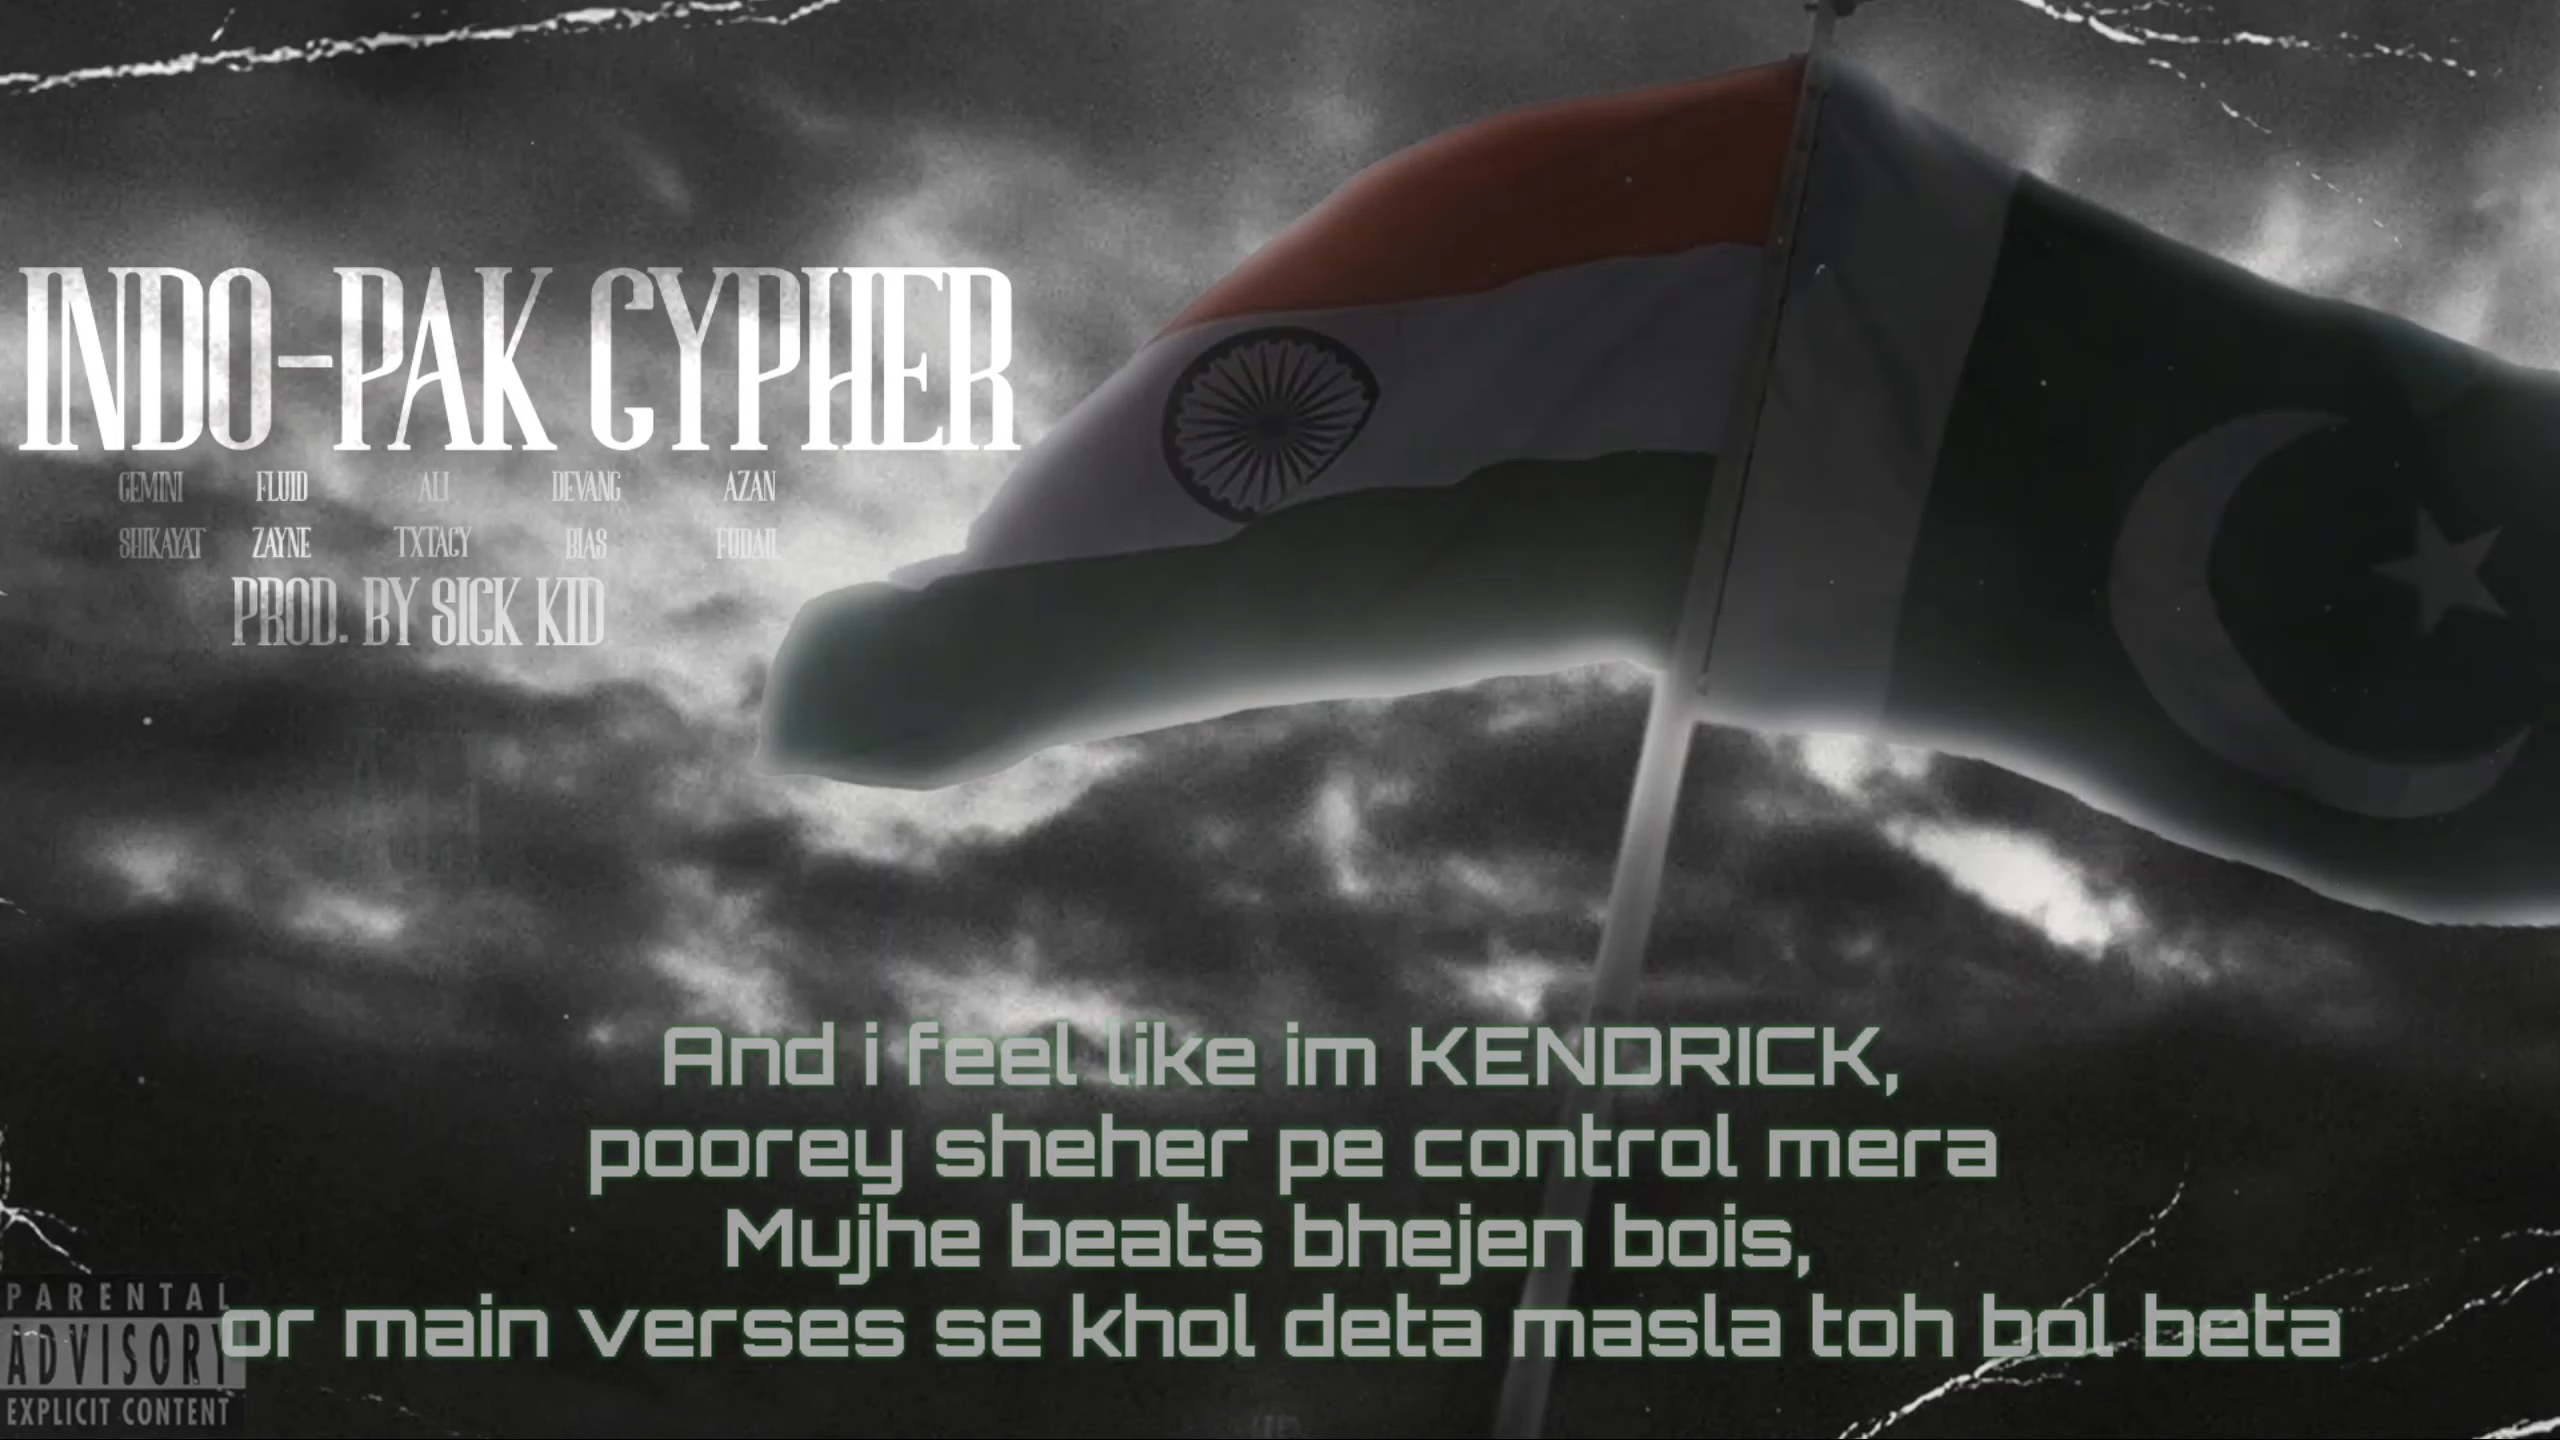 INDO-PAK CYPHER
GEMINI FLUID ALI DEVANG AZAN
SHIKAYAT ZAYNE TXTACY BIAS FUDAIL
PROD. BY SICK KID
And i feel like im KENDRICK,
poorey sheher pe control mera
Mujhe beats bhejen bois,
or main verses se khol deta masla toh bol beta
PARENTAL
ADVISORY
EXPLICIT CONTENT